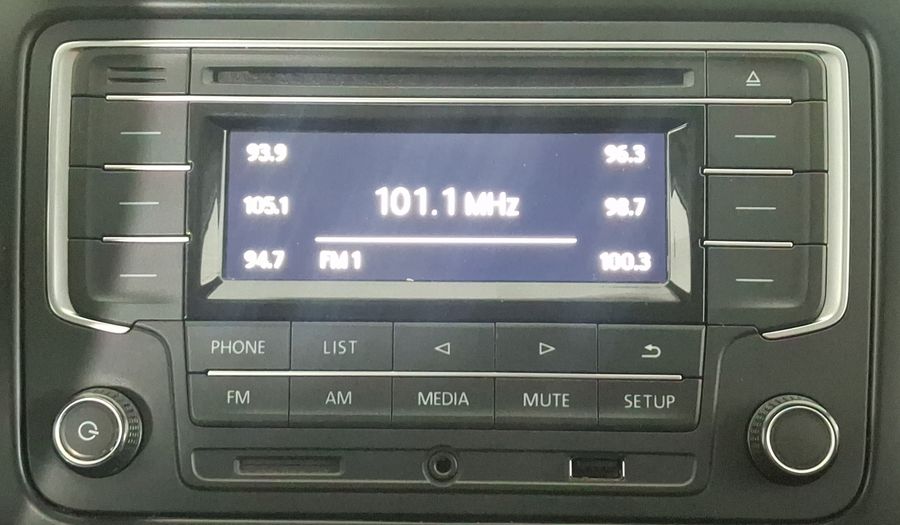 93.9 96.3
105.1 101.1 MHz 98.7
94.7 FM 1 100.3
PHONE LIST
FM AM MEDIA MUTE SETUP